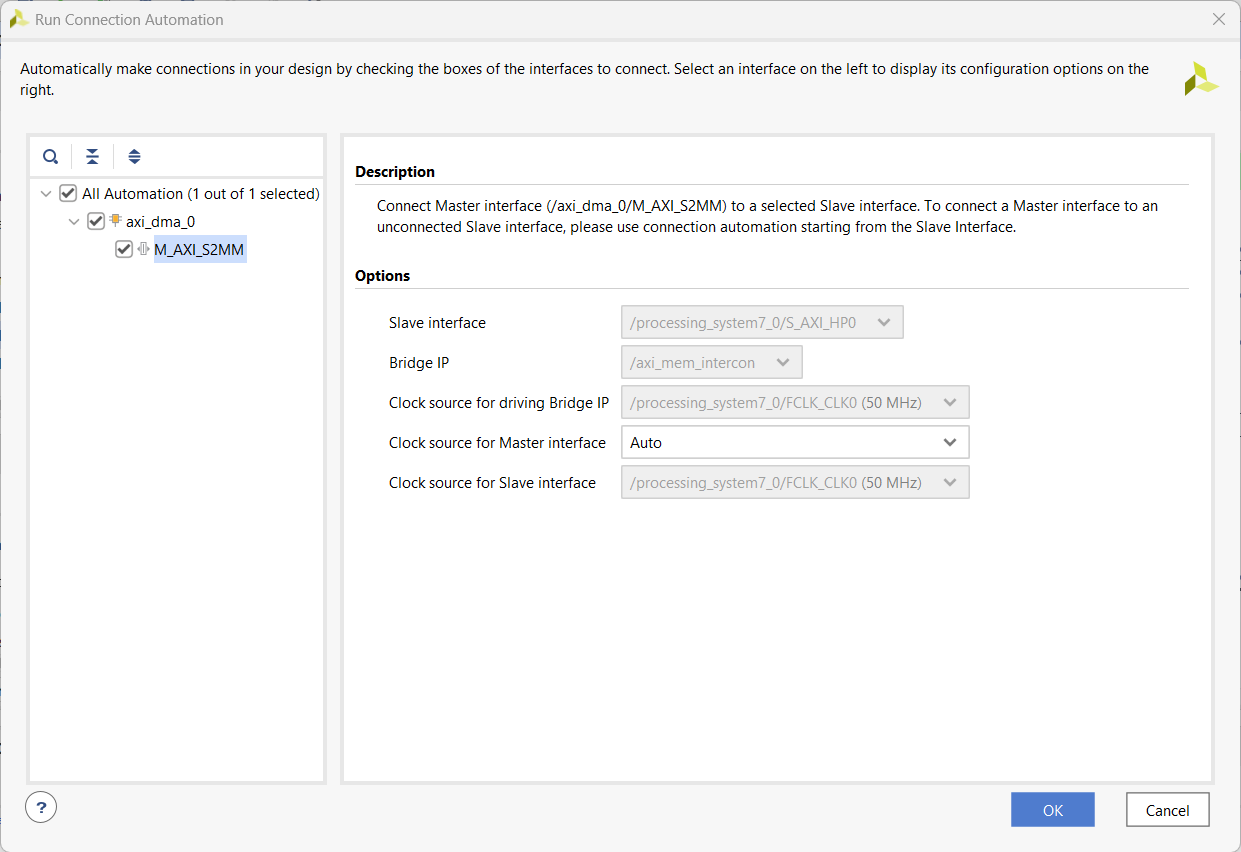 Run Connection Automation
Automatically make connections in your design by checking the boxes of the interfaces to connect. Select an interface on the left to display its configuration options on the
right.
All Automation (1 out of 1 selected)
axi_dma_0
M_AXI_S2MM
Description
Connect Master interface (/axi_dma_0/M_AXI_S2MM) to a selected Slave interface. To connect a Master interface to an
unconnected Slave interface, please use connection automation starting from the Slave Interface.
Options
Slave interface /processing_system7_0/S_AXI_HP0
Bridge IP /axi_mem_intercon
Clock source for driving Bridge IP /processing_system7_0/FCLK_CLK0 (50 MHz)
Clock source for Master interface Auto
Clock source for Slave interface /processing_system7_0/FCLK_CLK0 (50 MHz)
? OK Cancel